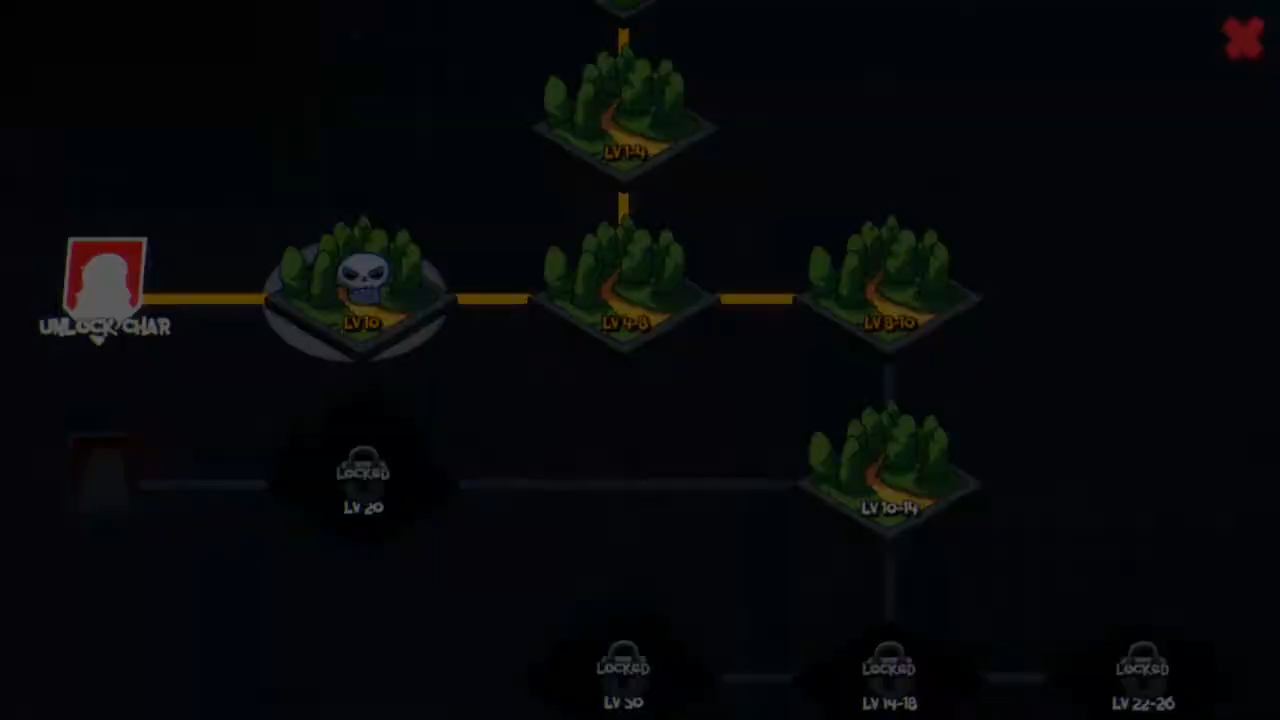 LV 1-4
UNLOCK CHAR
LV 10
LV 4-8
LV 8-10
LOCKED
LV 20
LV 10-14
LOCKED
LOCKED
LOCKED
LV 30
LV 14-18
LV 22-26